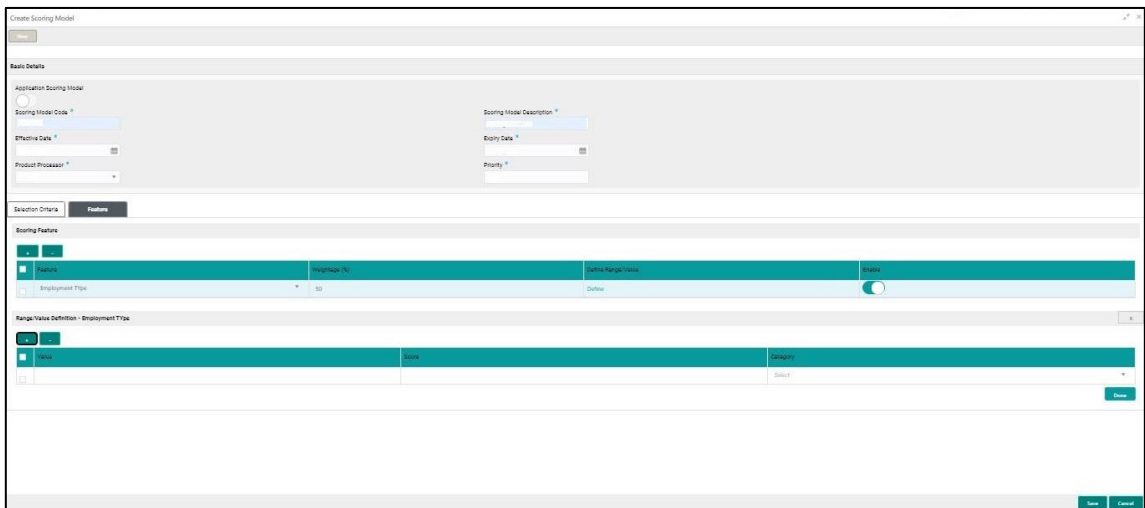 Create Scoring Model
New
Basic Details
Application Scoring Model
Scoring Model Code *
Scoring Model Description *
Effective Date *
Expiry Date *
Product Processor *
Priority *
Selection Criteria
Feature
Scoring Feature
+ -
Feature Weightage (%) Define Range/Value Enable
Employment TYpe 50 Define
Range/Value Definition - Employment TYpe
+ -
Value Score Category
Select
Done
Save Cancel